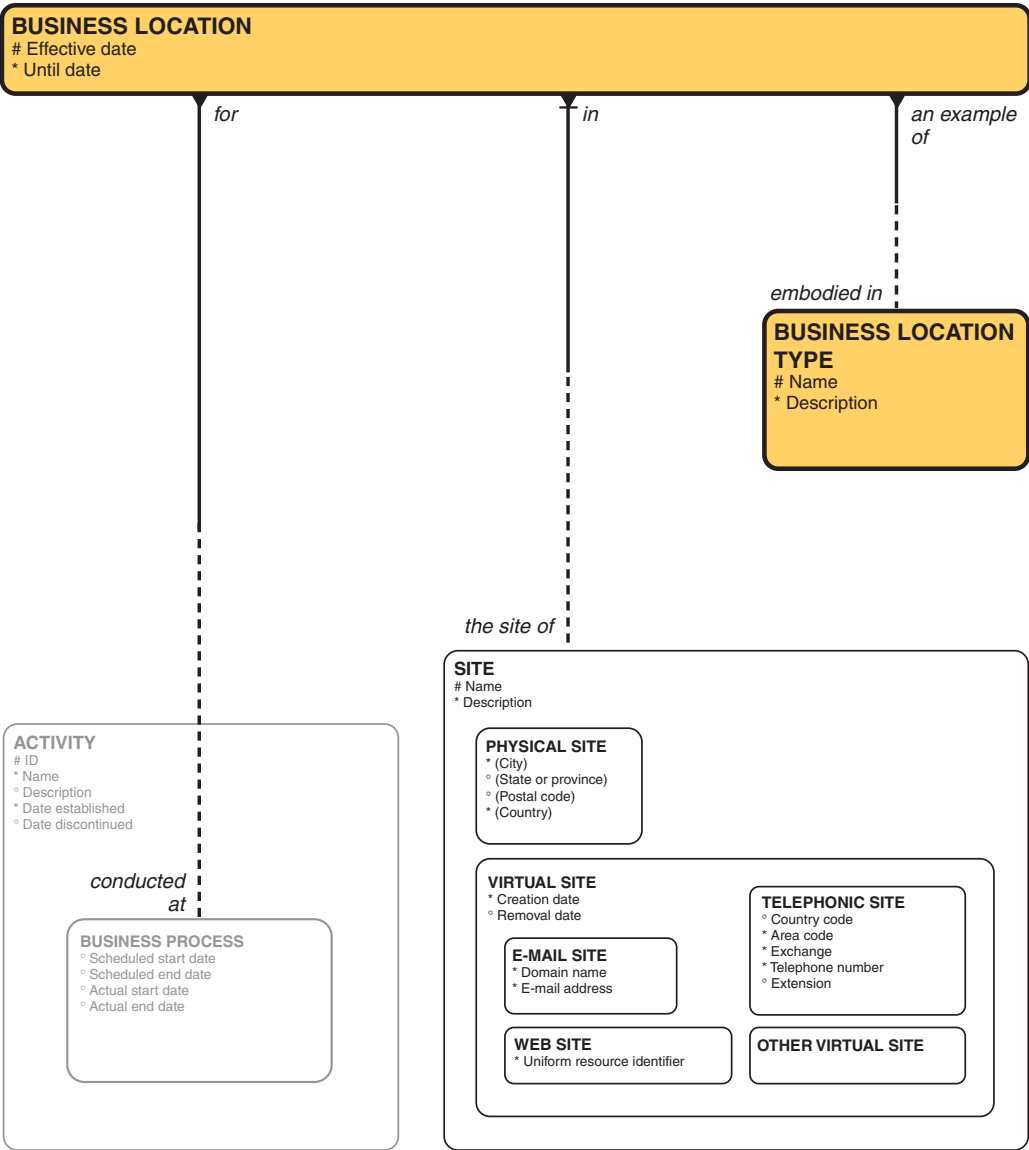 BUSINESS LOCATION
# Effective date
* Until date
for
in
an example
of
embodied in
BUSINESS LOCATION
TYPE
# Name
* Description
the site of
SITE
# Name
* Description
PHYSICAL SITE
* (City)
° (State or province)
° (Postal code)
* (Country)
ACTIVITY
# ID
* Name
° Description
* Date established
° Date discontinued
conducted
at
BUSINESS PROCESS
° Scheduled start date
° Scheduled end date
° Actual start date
° Actual end date
VIRTUAL SITE
* Creation date
° Removal date
TELEPHONIC SITE
° Country code
* Area code
* Exchange
* Telephone number
° Extension
E-MAIL SITE
* Domain name
* E-mail address
WEB SITE
* Uniform resource identifier
OTHER VIRTUAL SITE